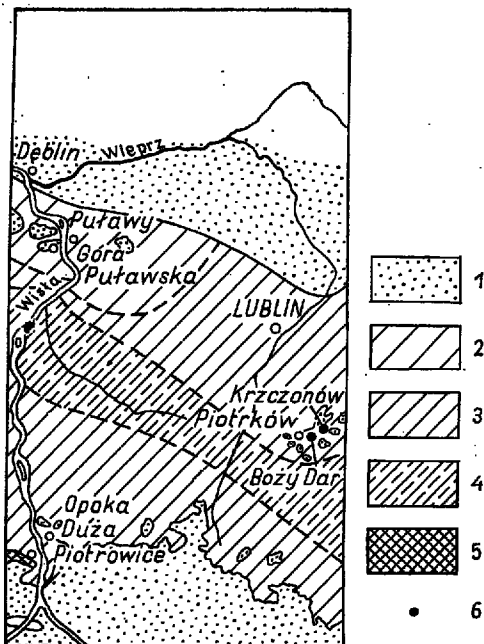 Wieprz
Dęblin
Puławy
Góra
Puławska
Wisła
LUBLIN
Krzczonów
Piotrków
Boży Dar
Opoka
Duża
Piotrowice
1
2
3
4
5
6